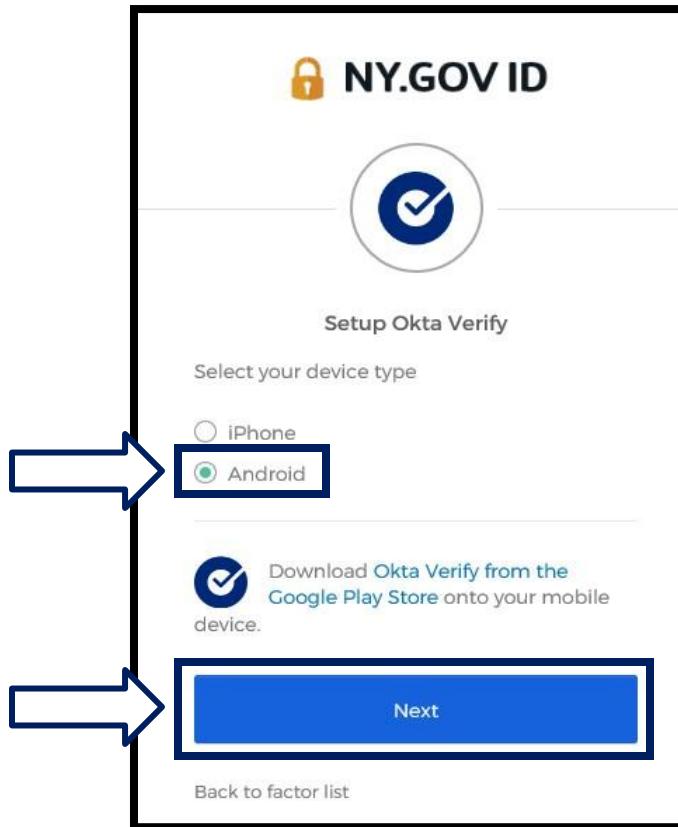 NY.GOV ID
Setup Okta Verify
Select your device type
iPhone
Android
Download Okta Verify from the
Google Play Store onto your mobile
device.
Next
Back to factor list